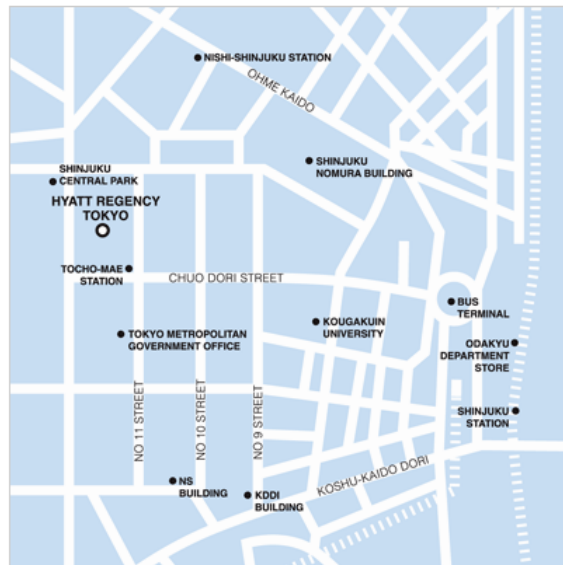 NISHI-SHINJUKU STATION
OHME KAIDO
SHINJUKU
NOMURA BUILDING
SHINJUKU
CENTRAL PARK
HYATT REGENCY
TOKYO
TOCHO-MAE
STATION
CHUO DORI STREET
BUS
TERMINAL
KOUGAKUIN
UNIVERSITY
TOKYO METROPOLITAN
GOVERNMENT OFFICE
ODAKYU
DEPARTMENT
STORE
NO 11 STREET
NO 10 STREET
NO 9 STREET
SHINJUKU
STATION
KOSHU-KAIDO DORI
NS
BUILDING
KDDI
BUILDING